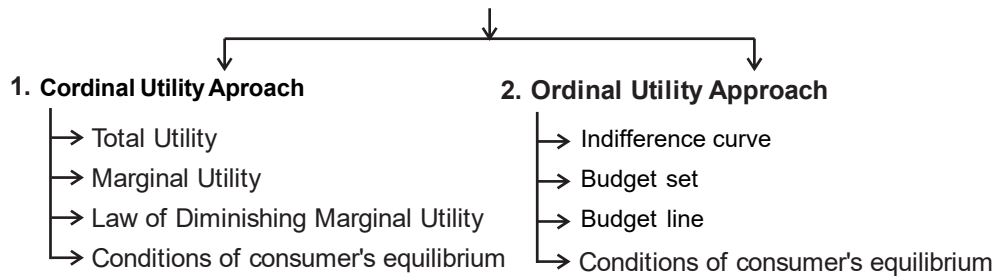 1. Cordinal Utility Aproach
Total Utility
Marginal Utility
Law of Diminishing Marginal Utility
Conditions of consumer's equilibrium
2. Ordinal Utility Approach
Indifference curve
Budget set
Budget line
Conditions of consumer's equilibrium